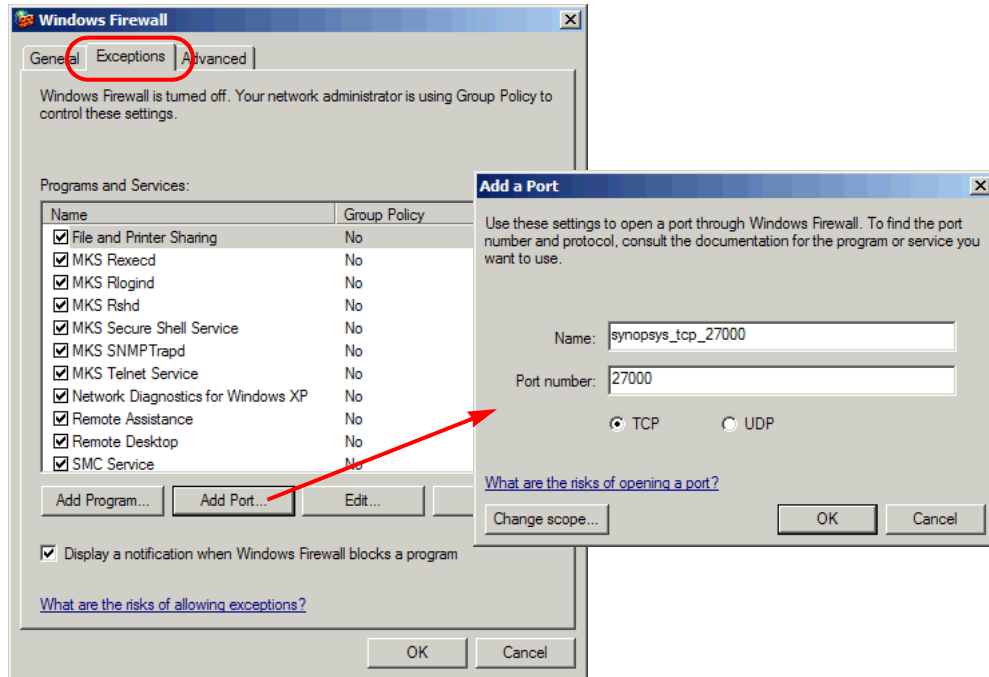 Windows Firewall
General Exceptions Advanced
Windows Firewall is turned off. Your network administrator is using Group Policy to
control these settings.
Programs and Services:
Name Group Policy
File and Printer Sharing No
MKS Rexecd No
MKS Rlogind No
MKS Rshd No
MKS Secure Shell Service No
MKS SNMPTrapd No
MKS Telnet Service No
Network Diagnostics for Windows XP No
Remote Assistance No
Remote Desktop No
SMC Service No
Add Program... Add Port... Edit...
Display a notification when Windows Firewall blocks a program
What are the risks of allowing exceptions?
OK Cancel
Add a Port
Use these settings to open a port through Windows Firewall. To find the port
number and protocol, consult the documentation for the program or service you
want to use.
Name: synopsys_tcp_27000
Port number: 27000
TCP UDP
What are the risks of opening a port?
Change scope... OK Cancel